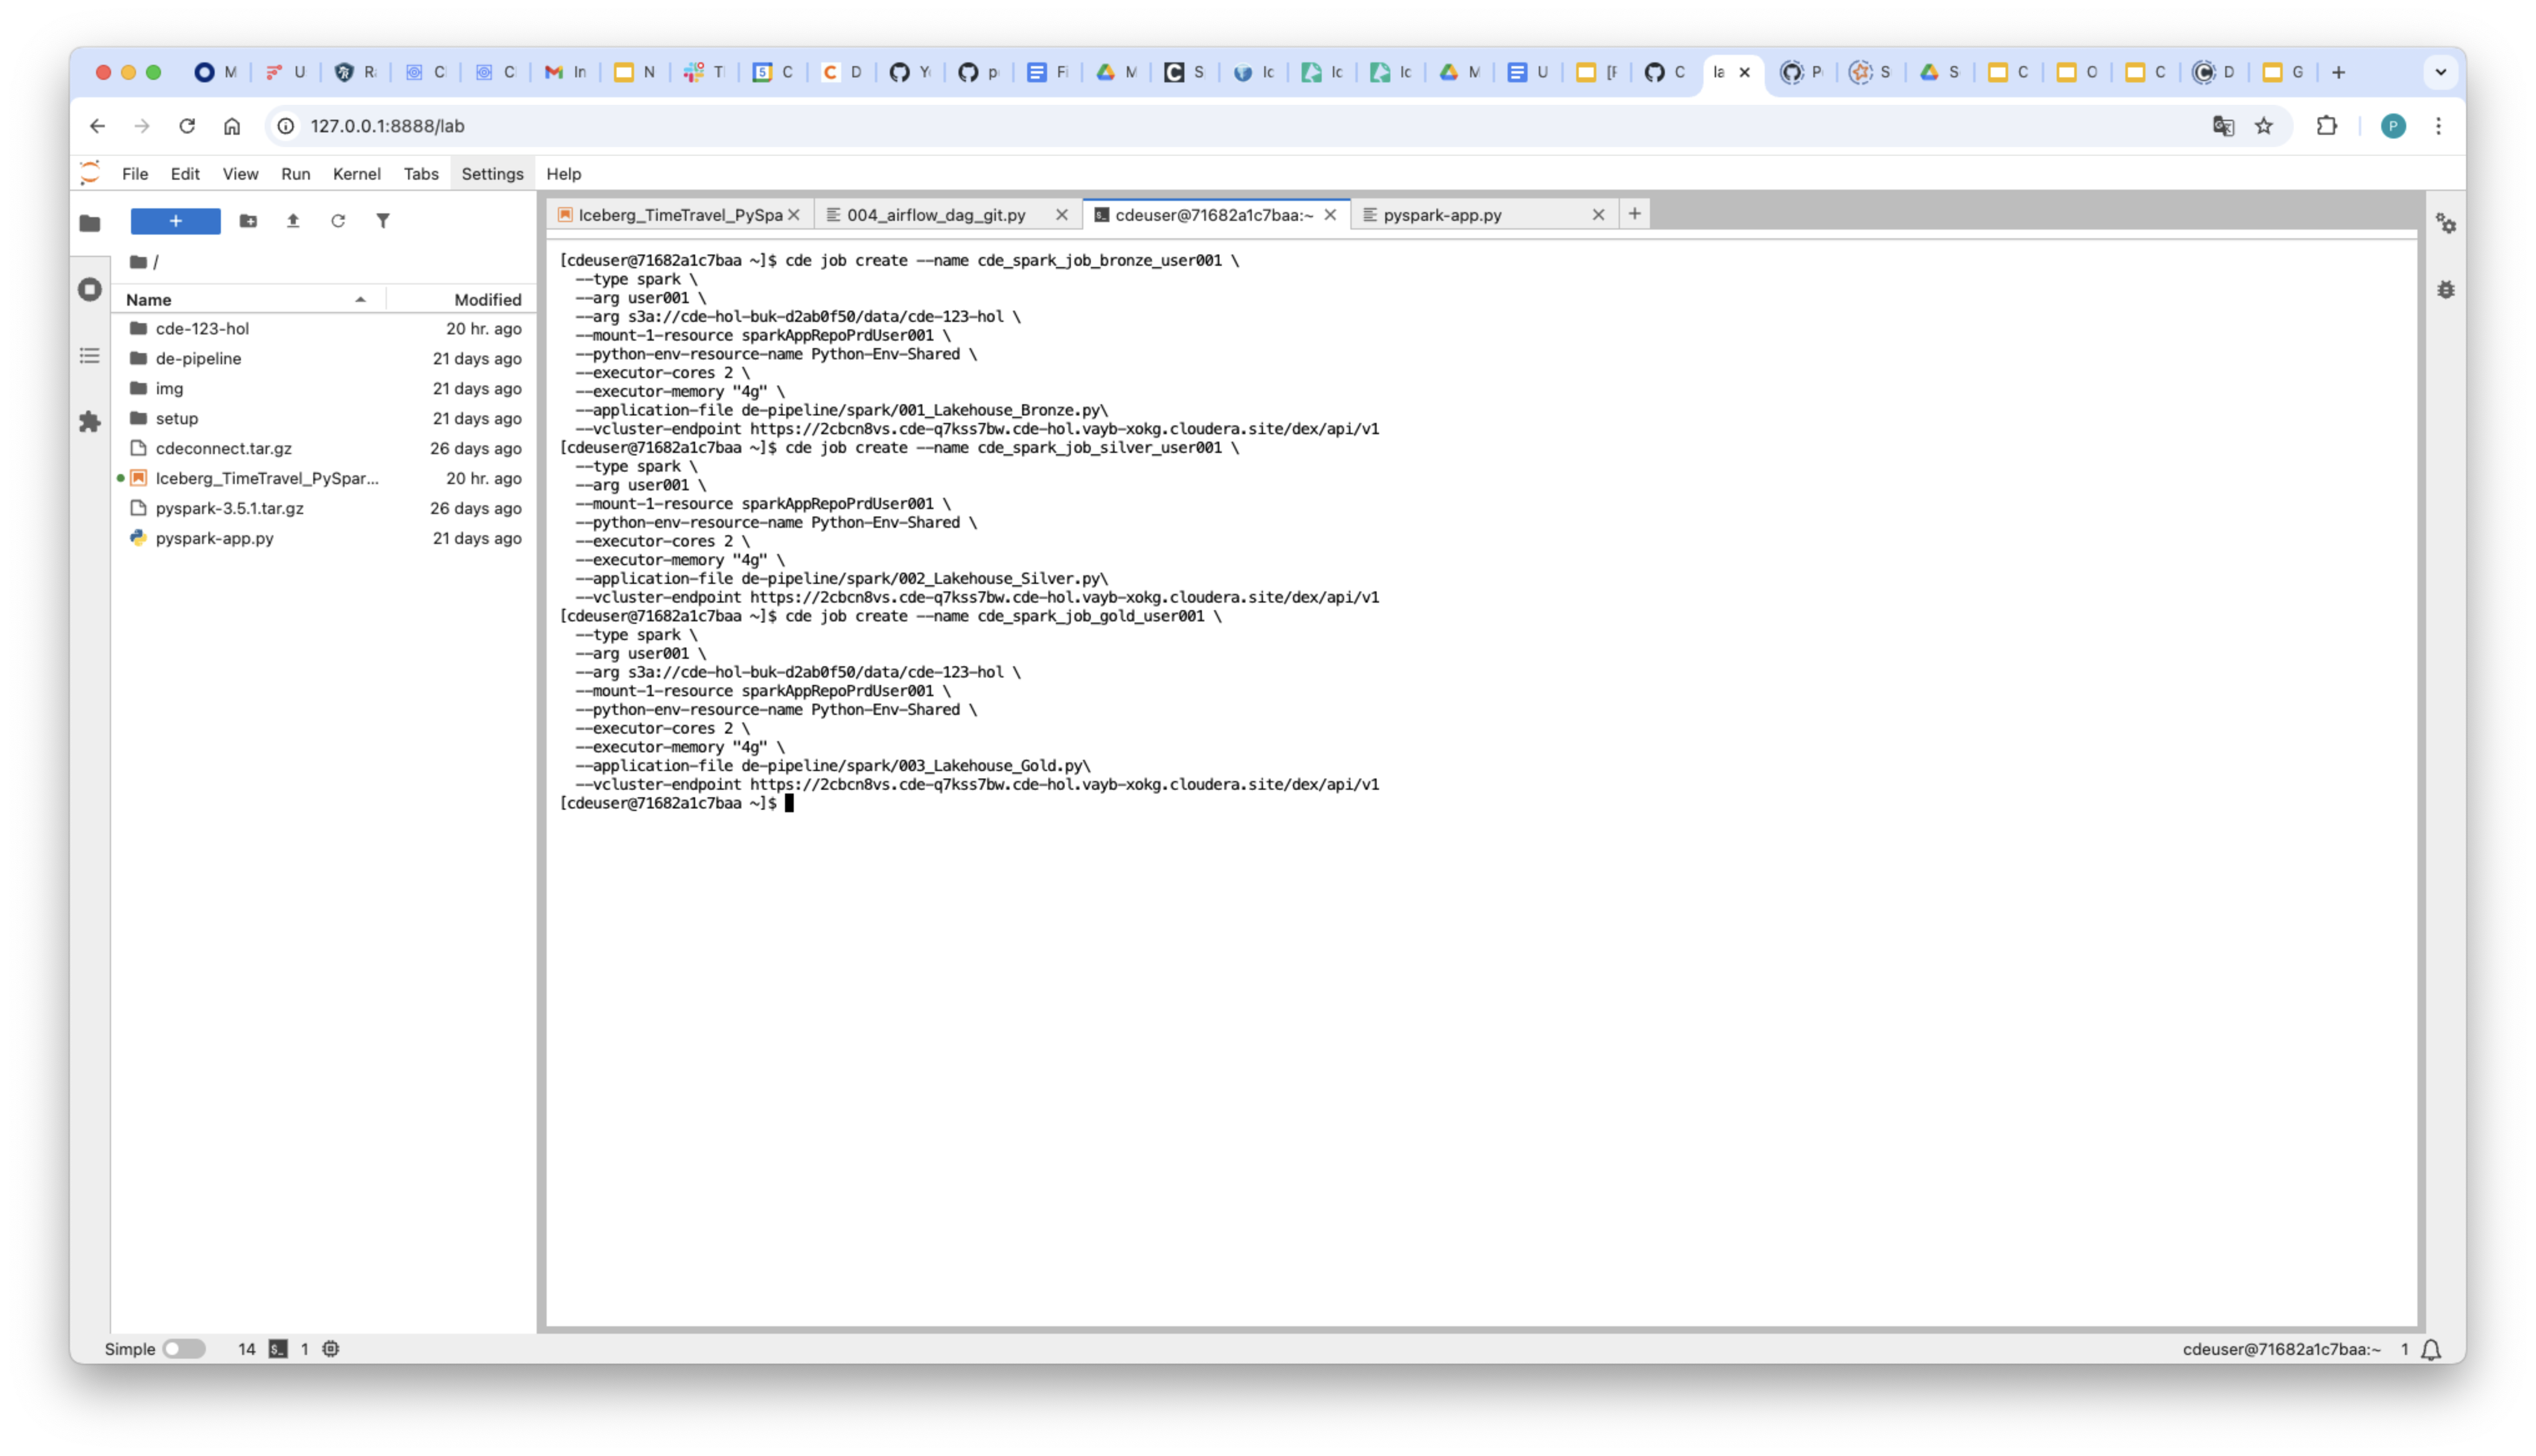 M U R C C In N T 5 C D Y p Fi M S Ic Ic Ic M U [F C la P S S C O C D G
127.0.0.1:8888/lab P
File Edit View Run Kernel Tabs Settings Help
Iceberg_TimeTravel_PySpa 004_airflow_dag_git.py cdeuser@71682a1c7baa:~ pyspark-app.py
/
Name Modified
cde-123-hol 20 hr. ago
de-pipeline 21 days ago
img 21 days ago
setup 21 days ago
cdeconnect.tar.gz 26 days ago
Iceberg_TimeTravel_PySpar... 20 hr. ago
pyspark-3.5.1.tar.gz 26 days ago
pyspark-app.py 21 days ago
[cdeuser@71682a1c7baa ~]$ cde job create --name cde_spark_job_bronze_user001 \
--type spark \
--arg user001 \
--arg s3a://cde-hol-buk-d2ab0f50/data/cde-123-hol \
--mount-1-resource sparkAppRepoPrdUser001 \
--python-env-resource-name Python-Env-Shared \
--executor-cores 2 \
--executor-memory "4g" \
--application-file de-pipeline/spark/001_Lakehouse_Bronze.py\
--vcluster-endpoint https://2cbcn8vs.cde-q7kss7bw.cde-hol.vayb-xokg.cloudera.site/dex/api/v1
[cdeuser@71682a1c7baa ~]$ cde job create --name cde_spark_job_silver_user001 \
--type spark \
--arg user001 \
--mount-1-resource sparkAppRepoPrdUser001 \
--python-env-resource-name Python-Env-Shared \
--executor-cores 2 \
--executor-memory "4g" \
--application-file de-pipeline/spark/002_Lakehouse_Silver.py\
--vcluster-endpoint https://2cbcn8vs.cde-q7kss7bw.cde-hol.vayb-xokg.cloudera.site/dex/api/v1
[cdeuser@71682a1c7baa ~]$ cde job create --name cde_spark_job_gold_user001 \
--type spark \
--arg user001 \
--arg s3a://cde-hol-buk-d2ab0f50/data/cde-123-hol \
--mount-1-resource sparkAppRepoPrdUser001 \
--python-env-resource-name Python-Env-Shared \
--executor-cores 2 \
--executor-memory "4g" \
--application-file de-pipeline/spark/003_Lakehouse_Gold.py\
--vcluster-endpoint https://2cbcn8vs.cde-q7kss7bw.cde-hol.vayb-xokg.cloudera.site/dex/api/v1
[cdeuser@71682a1c7baa ~]$
Simple 14 1 cdeuser@71682a1c7baa:~ 1